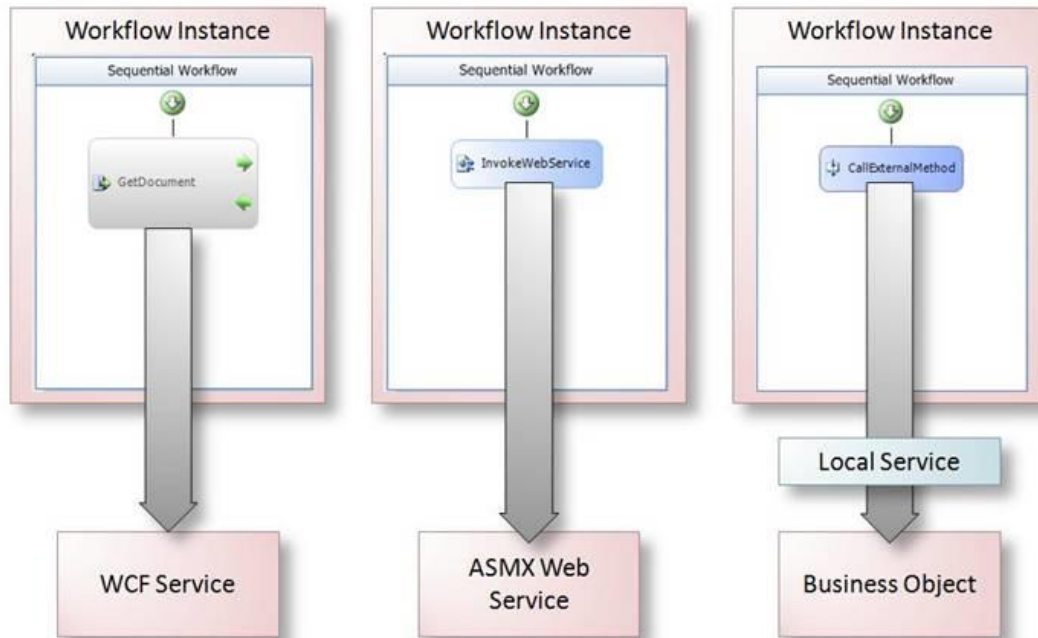 Workflow Instance
Sequential Workflow
GetDocument
WCF Service
Workflow Instance
Sequential Workflow
InvokeWebService
ASMX Web
Service
Workflow Instance
Sequential Workflow
CallExternalMethod
Local Service
Business Object